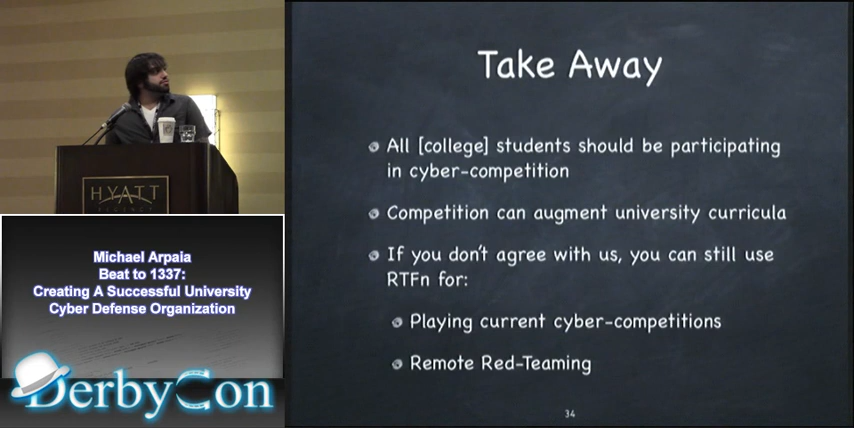 HYATT
REGENCY
Michael Arpaia
Beat to 1337:
Creating A Successful University
Cyber Defense Organization
DerbyCon
Take Away
All [college] students should be participating
in cyber-competition
Competition can augment university curricula
If you don't agree with us, you can still use
RTFn for:
Playing current cyber-competitions
Remote Red-Teaming
34